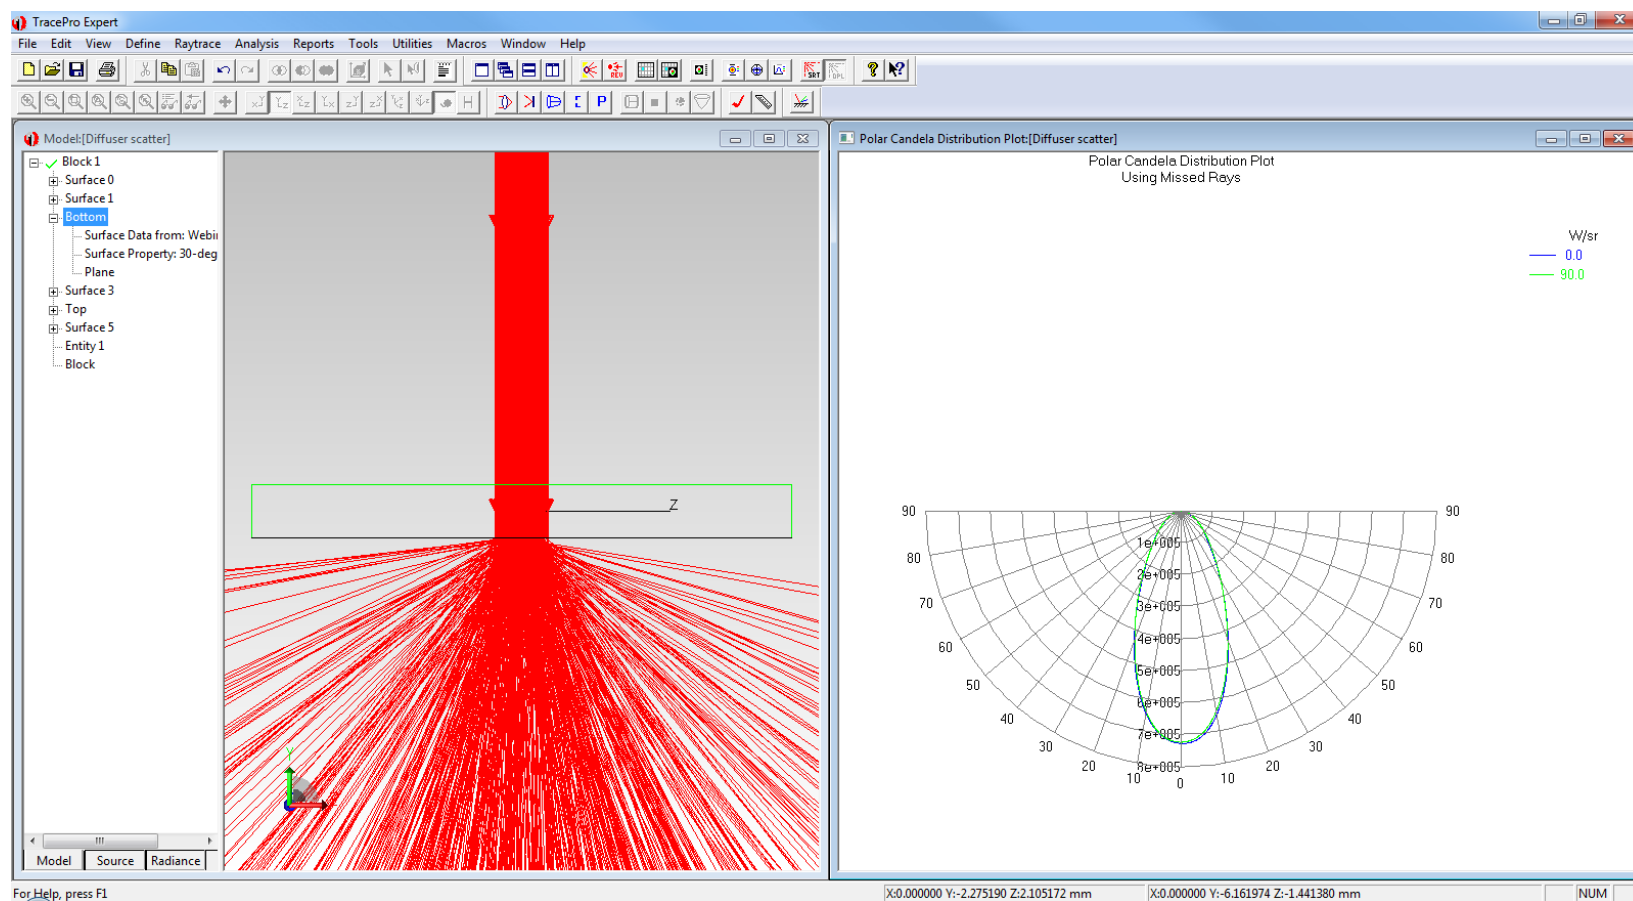 TracePro Expert
File Edit View Define Raytrace Analysis Reports Tools Utilities Macros Window Help
Model:[Diffuser scatter]
Block 1
Surface 0
Surface 1
Bottom
Surface Data from: Webi
Surface Property: 30-deg
Plane
Surface 3
Top
Surface 5
Entity 1
Block
Model Source Radiance
Z
Y
Polar Candela Distribution Plot:[Diffuser scatter]
Polar Candela Distribution Plot
Using Missed Rays
W/sr
0.0
90.0
90 90
1e+005
80 80
2e+005
70 3e+005 70
4e+005
60 60
5e+005
50 50
6e+005
40 40
7e+005
30 30
20 8e+005 20
10 0 10
For Help, press F1
X:0.000000 Y:-2.275190 Z:2.105172 mm
X:0.000000 Y:-6.161974 Z:-1.441380 mm
NUM